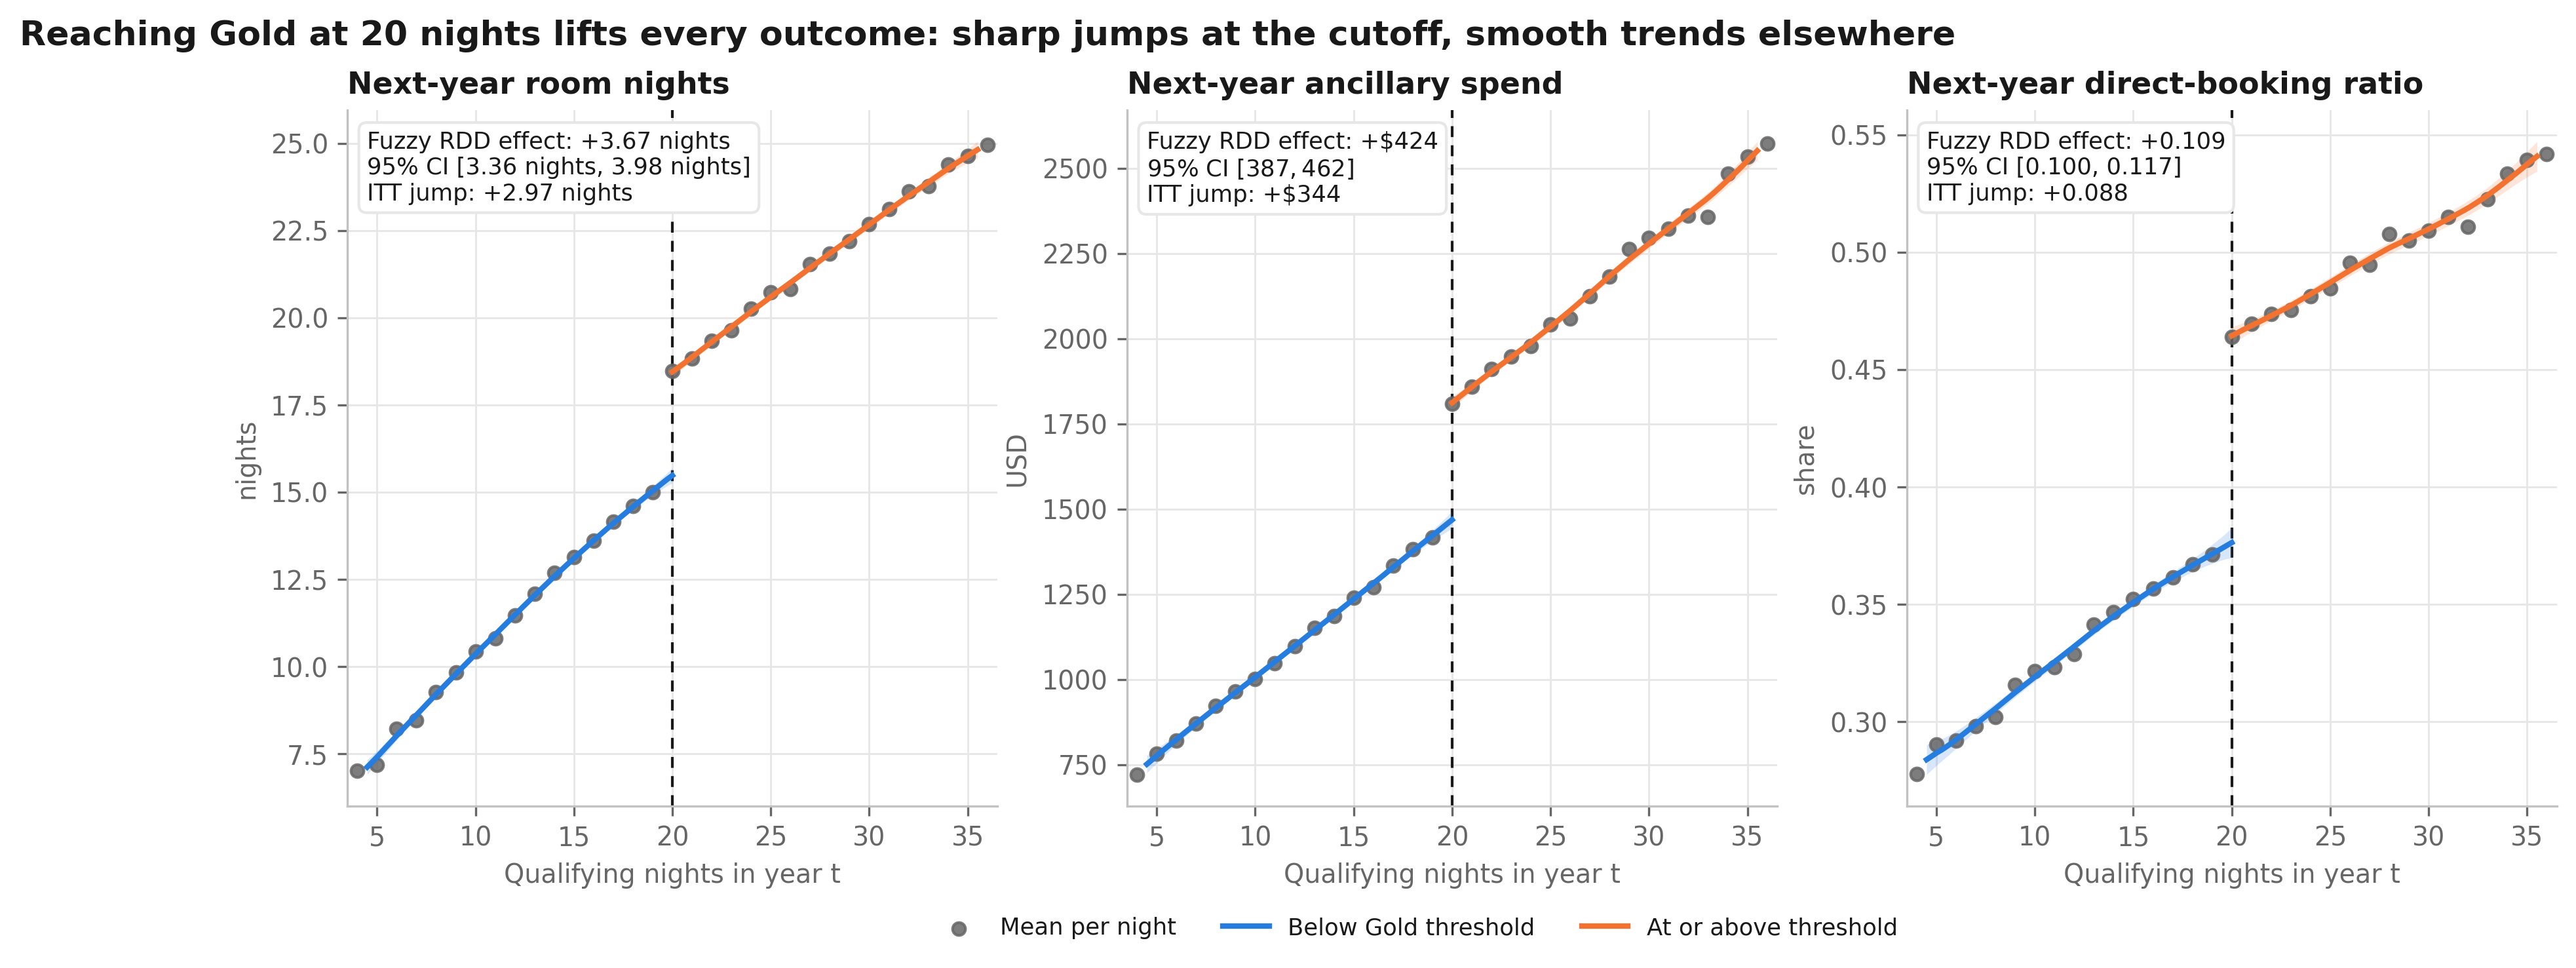 Reaching Gold at 20 nights lifts every outcome: sharp jumps at the cutoff, smooth trends elsewhere
Next-year room nights
Fuzzy RDD effect: +3.67 nights
95% CI [3.36 nights, 3.98 nights]
ITT jump: +2.97 nights
25.0
22.5
20.0
17.5
15.0
12.5
10.0
7.5
nights
5 10 15 20 25 30 35
Qualifying nights in year t
Next-year ancillary spend
Fuzzy RDD effect: +$424
95% CI [387, 462]
ITT jump: +$344
2500
2250
2000
1750
1500
1250
1000
750
USD
5 10 15 20 25 30 35
Qualifying nights in year t
Next-year direct-booking ratio
Fuzzy RDD effect: +0.109
95% CI [0.100, 0.117]
ITT jump: +0.088
0.55
0.50
0.45
0.40
0.35
0.30
share
5 10 15 20 25 30 35
Qualifying nights in year t
Mean per night
Below Gold threshold
At or above threshold